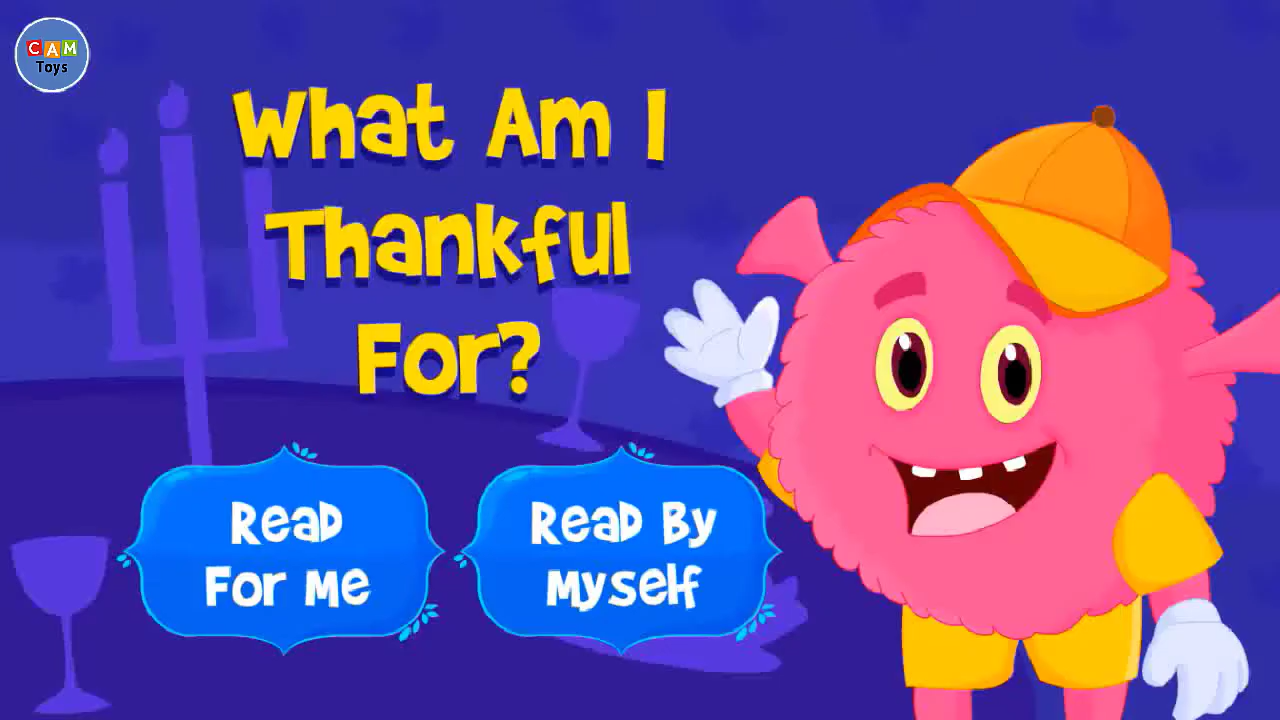 CAM
Toys
What Am I
Thankful
For?
Read
For Me
Read By
Myself